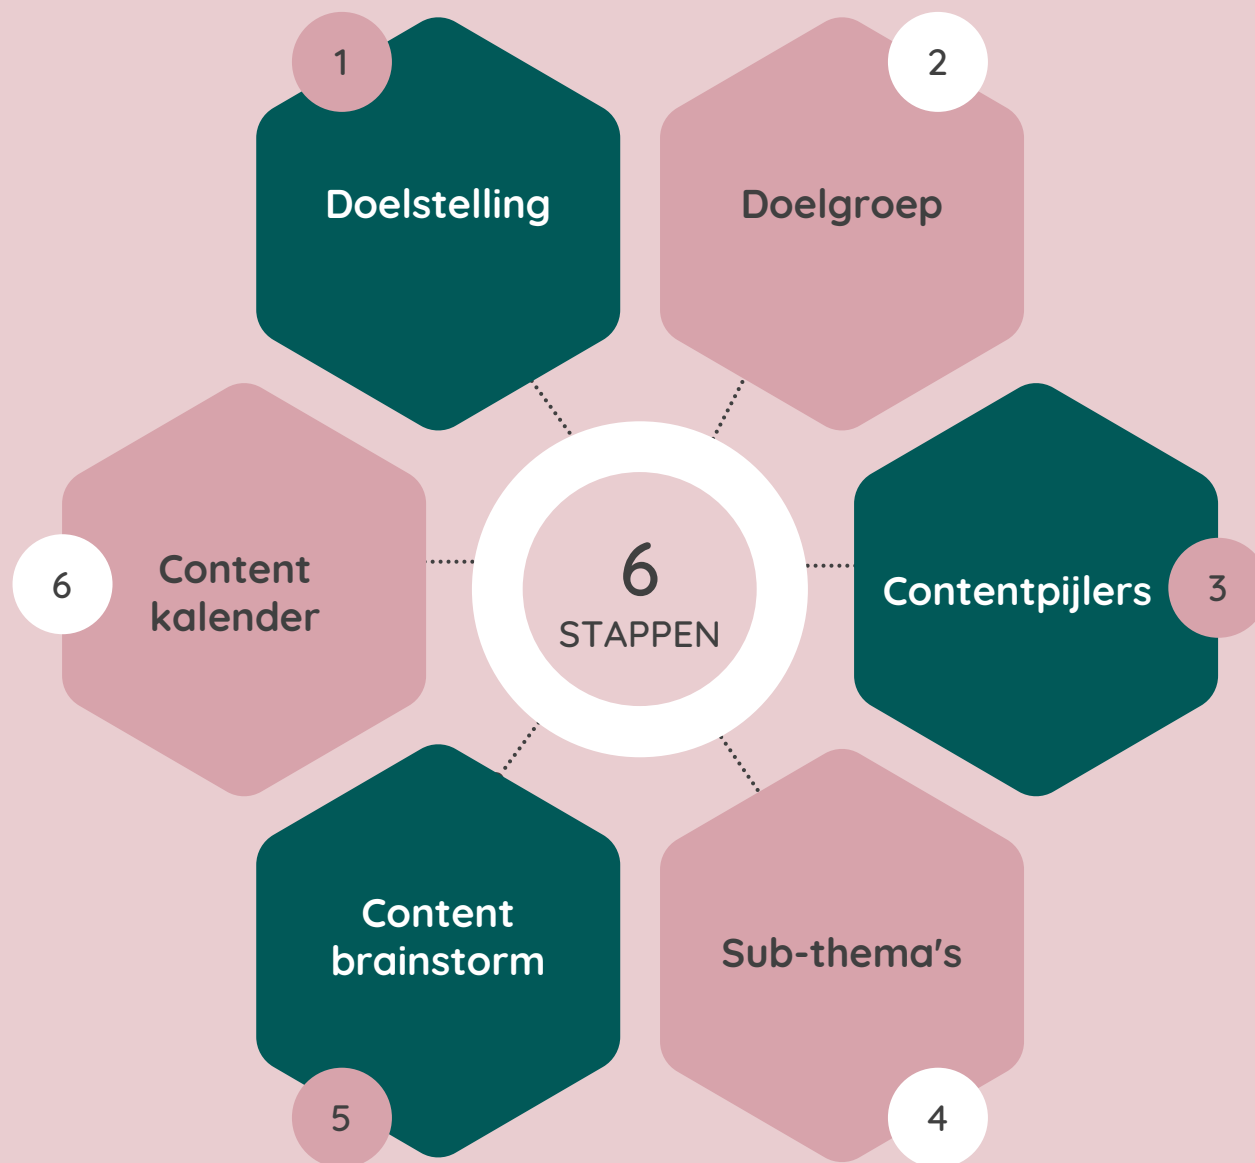 1
Doelstelling
2
Doelgroep
3
Contentpijlers
4
Sub-thema's
5
Content
brainstorm
6
Content
kalender
6
STAPPEN